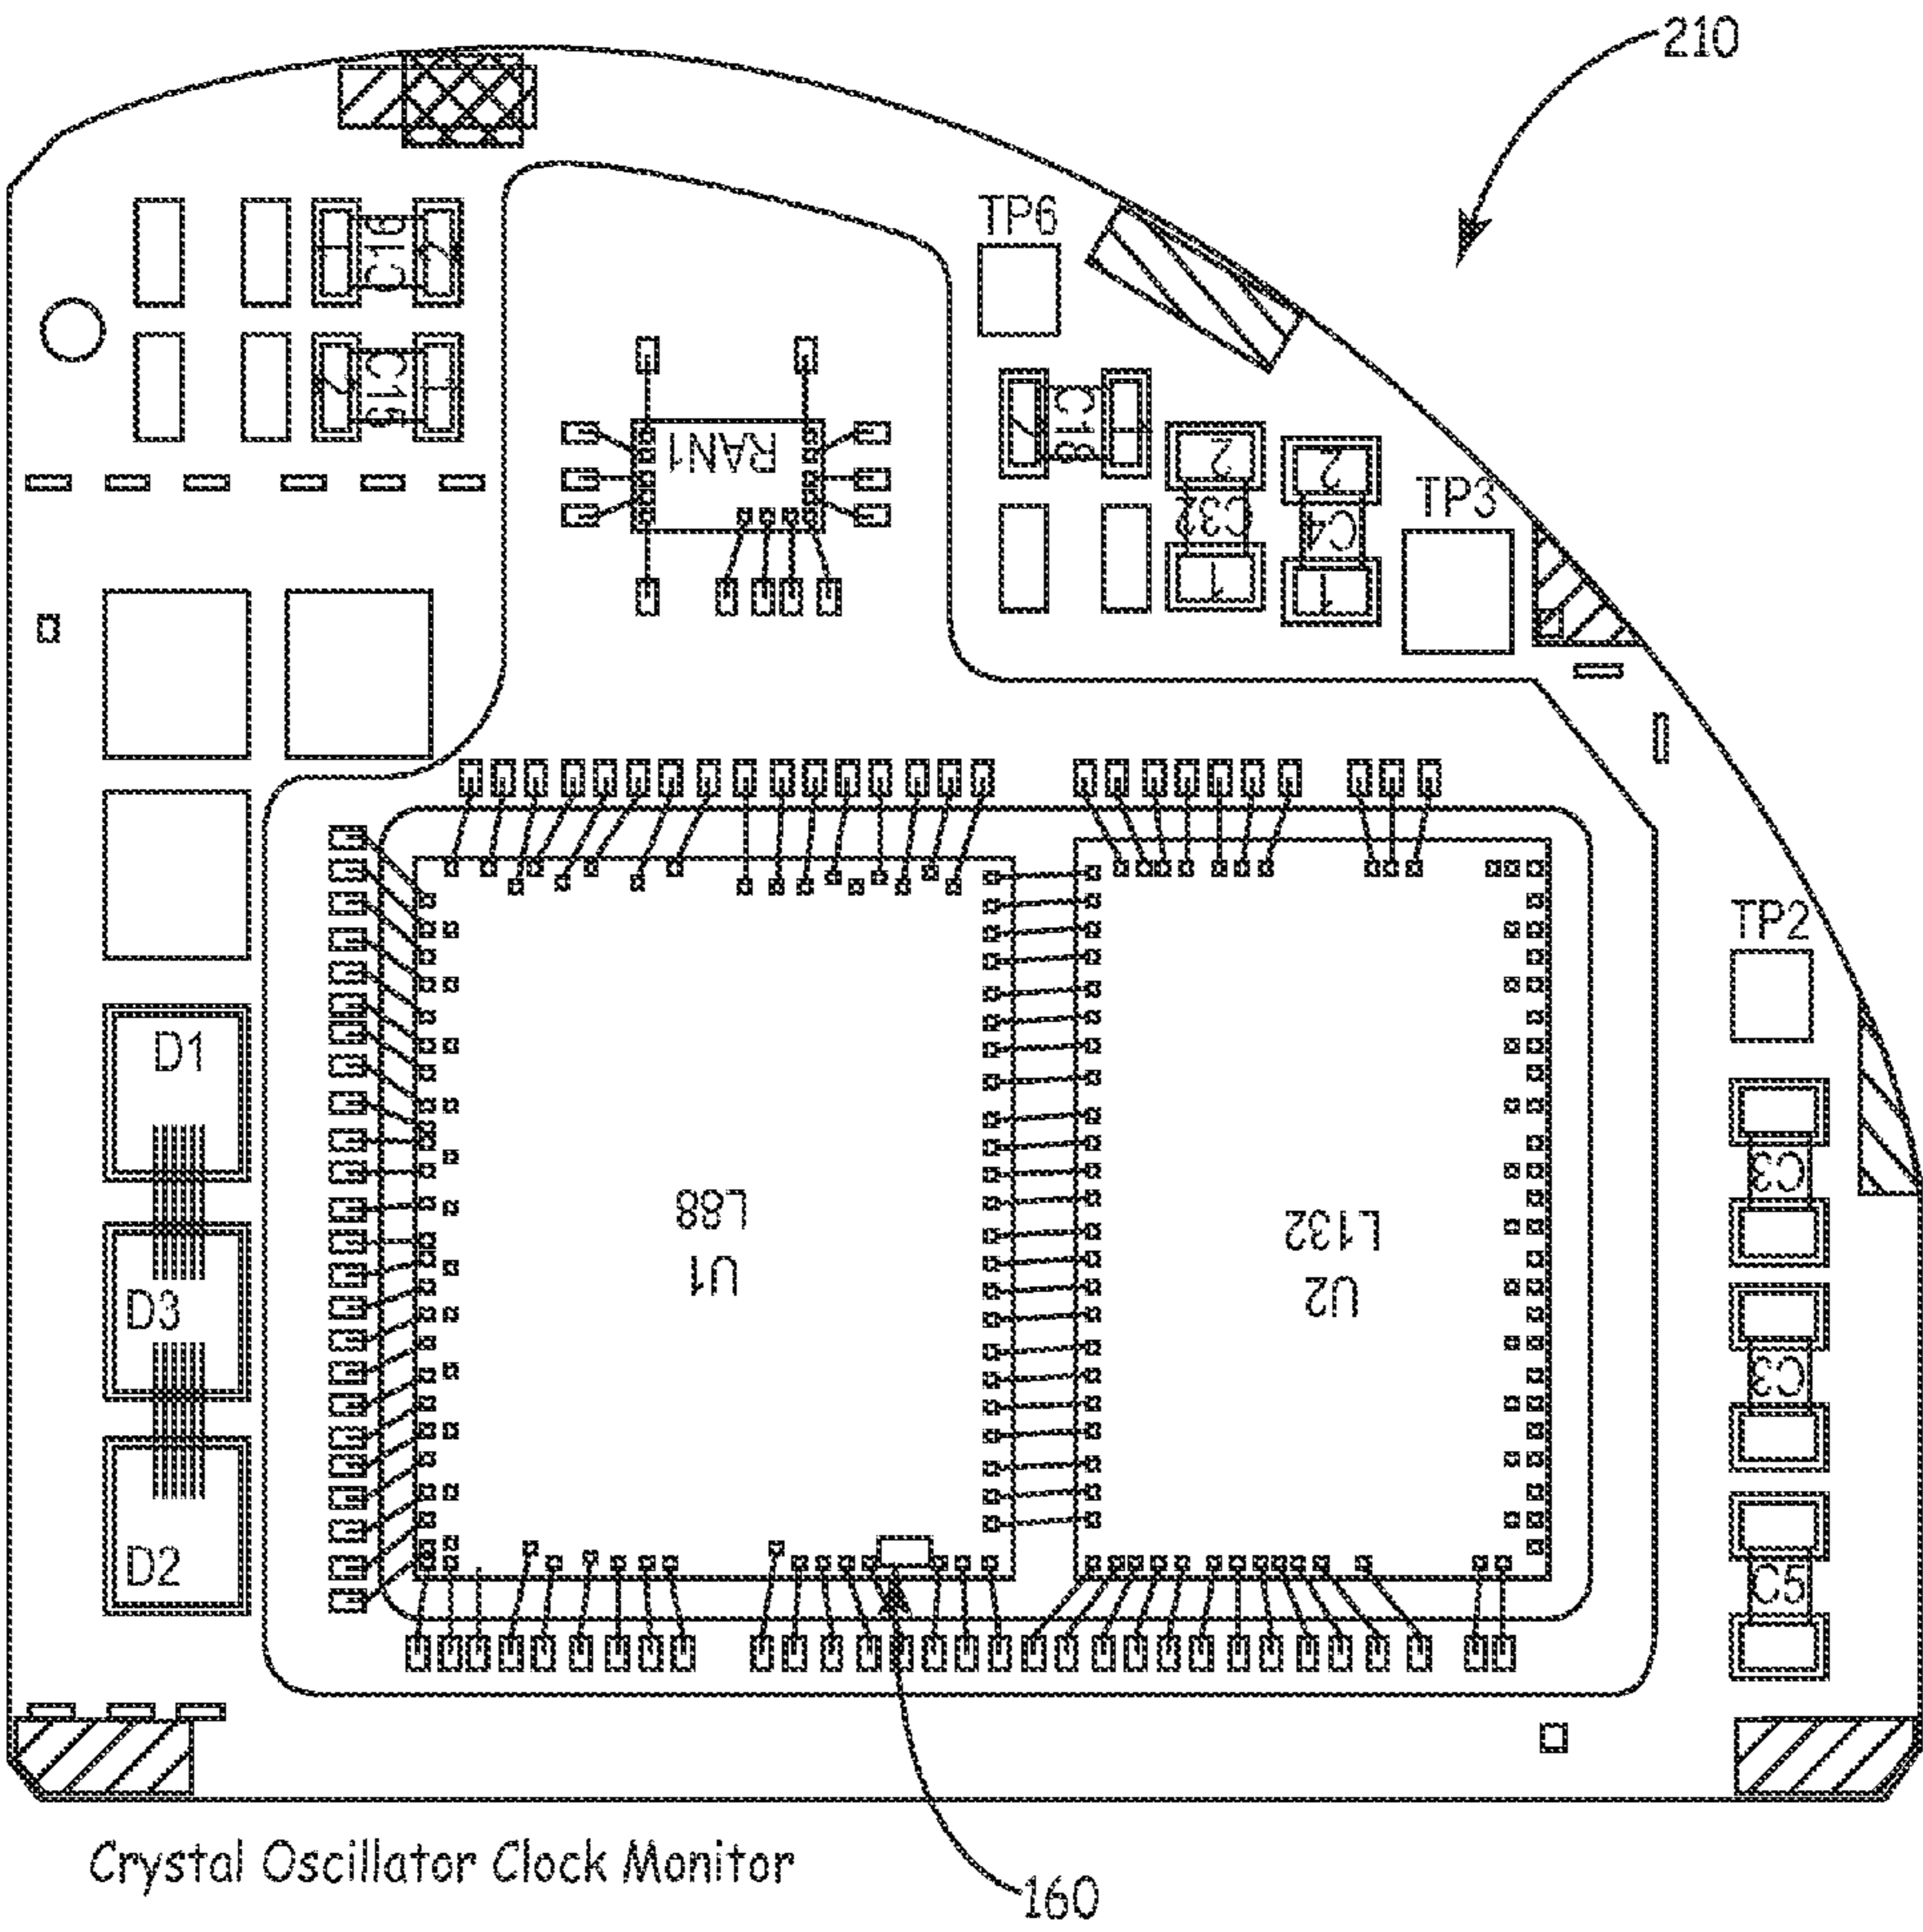 210
TP6
C16
C15
RAN1
C18
2
2
C32
C4
TP3
1
1
TP2
D1
C3
L88
L132
U1
U2
D3
C3
D2
C5
Crystal Oscillator Clock Monitor
160